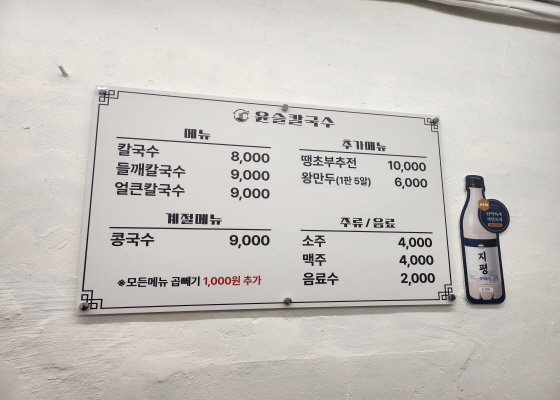 윤슬칼국수
메뉴
칼국수 8,000
들깨칼국수 9,000
얼큰칼국수 9,000
계절메뉴
콩국수 9,000
※모든메뉴 곱빼기 1,000원 추가
추가메뉴
땡초부추전 10,000
왕만두(1판 5알) 6,000
주류/음료
소주 4,000
맥주 4,000
음료수 2,000
지평